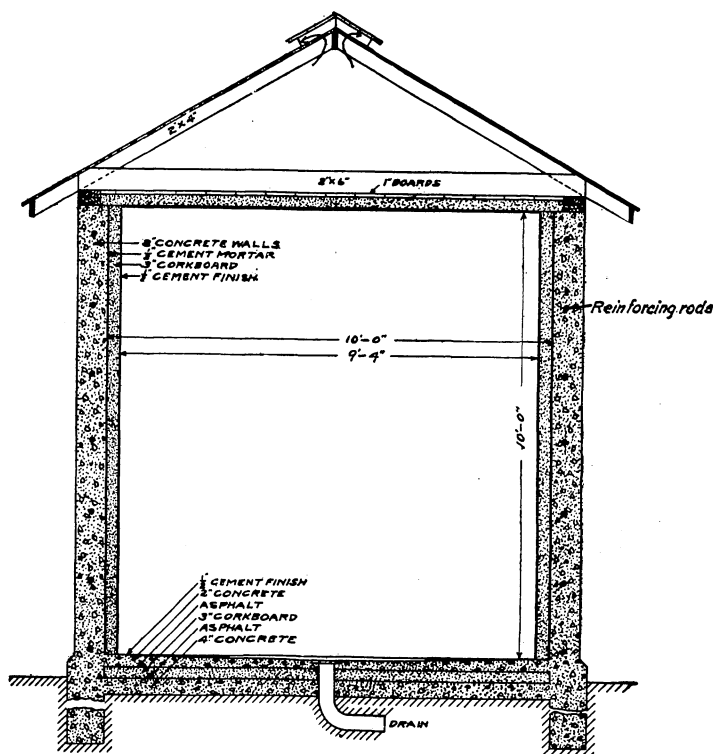 2"x4"
2"x6"
1" BOARDS
8" CONCRETE WALLS
½" CEMENT MORTAR
3" CORKBOARD
½" CEMENT FINISH
Reinforcing rods
10'-0"
9'-4"
10'-0"
½" CEMENT FINISH
2" CONCRETE
ASPHALT
3" CORKBOARD
ASPHALT
4" CONCRETE
DRAIN